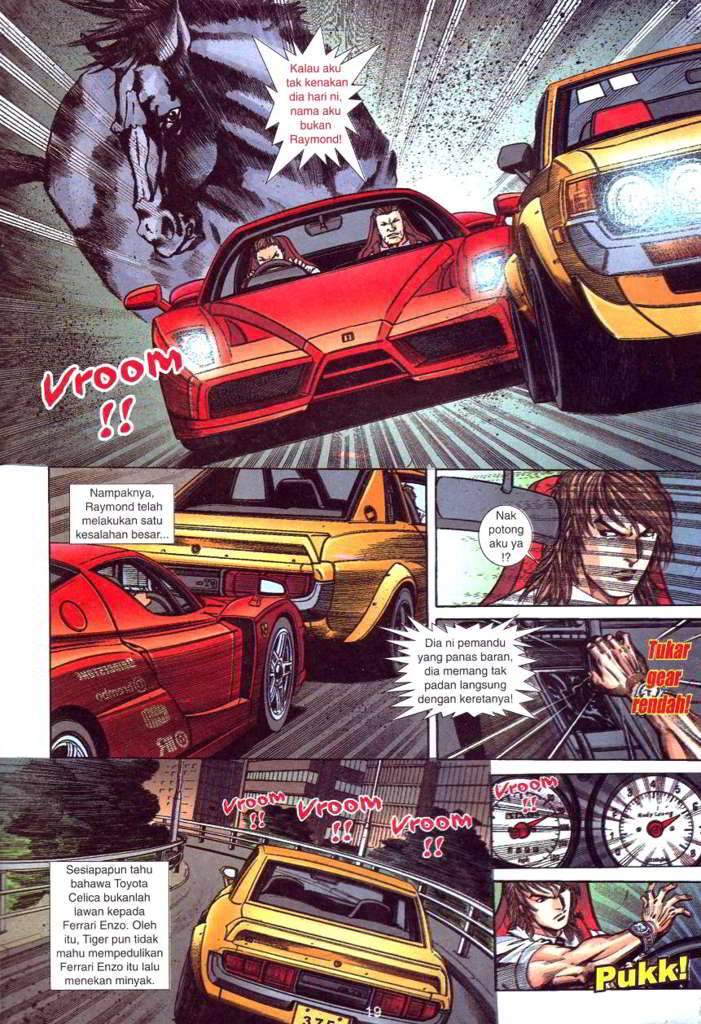 Kalau aku
tak kenakan
dia hari ni,
nama aku
bukan
Raymond!
Vroom
!!
Nampaknya,
Raymond telah
melakukan satu
kesalahan besar...
Nak
potong
aku ya
!?
Dia ni pemandu
yang panas baran,
dia memang tak
padan langsung
dengan keretanya!
Tukar
gear
rendah!
Vroom
!!
Vroom
!!
Vroom
!!
Vroom
!!
Sesiapapun tahu
bahawa Toyota
Celica bukanlah
lawan kepada
Ferrari Enzo. Oleh
itu, Tiger pun tidak
mahu mempedulikan
Ferrari Enzo itu lalu
menekan minyak.
Pukk!
375
19